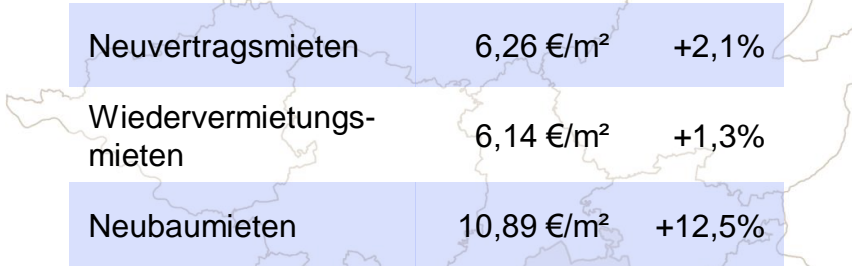 Neuvertragsmieten 6,26 €/m² +2,1%
Wiedervermietungs-
mieten 6,14 €/m² +1,3%
Neubaumieten 10,89 €/m² +12,5%